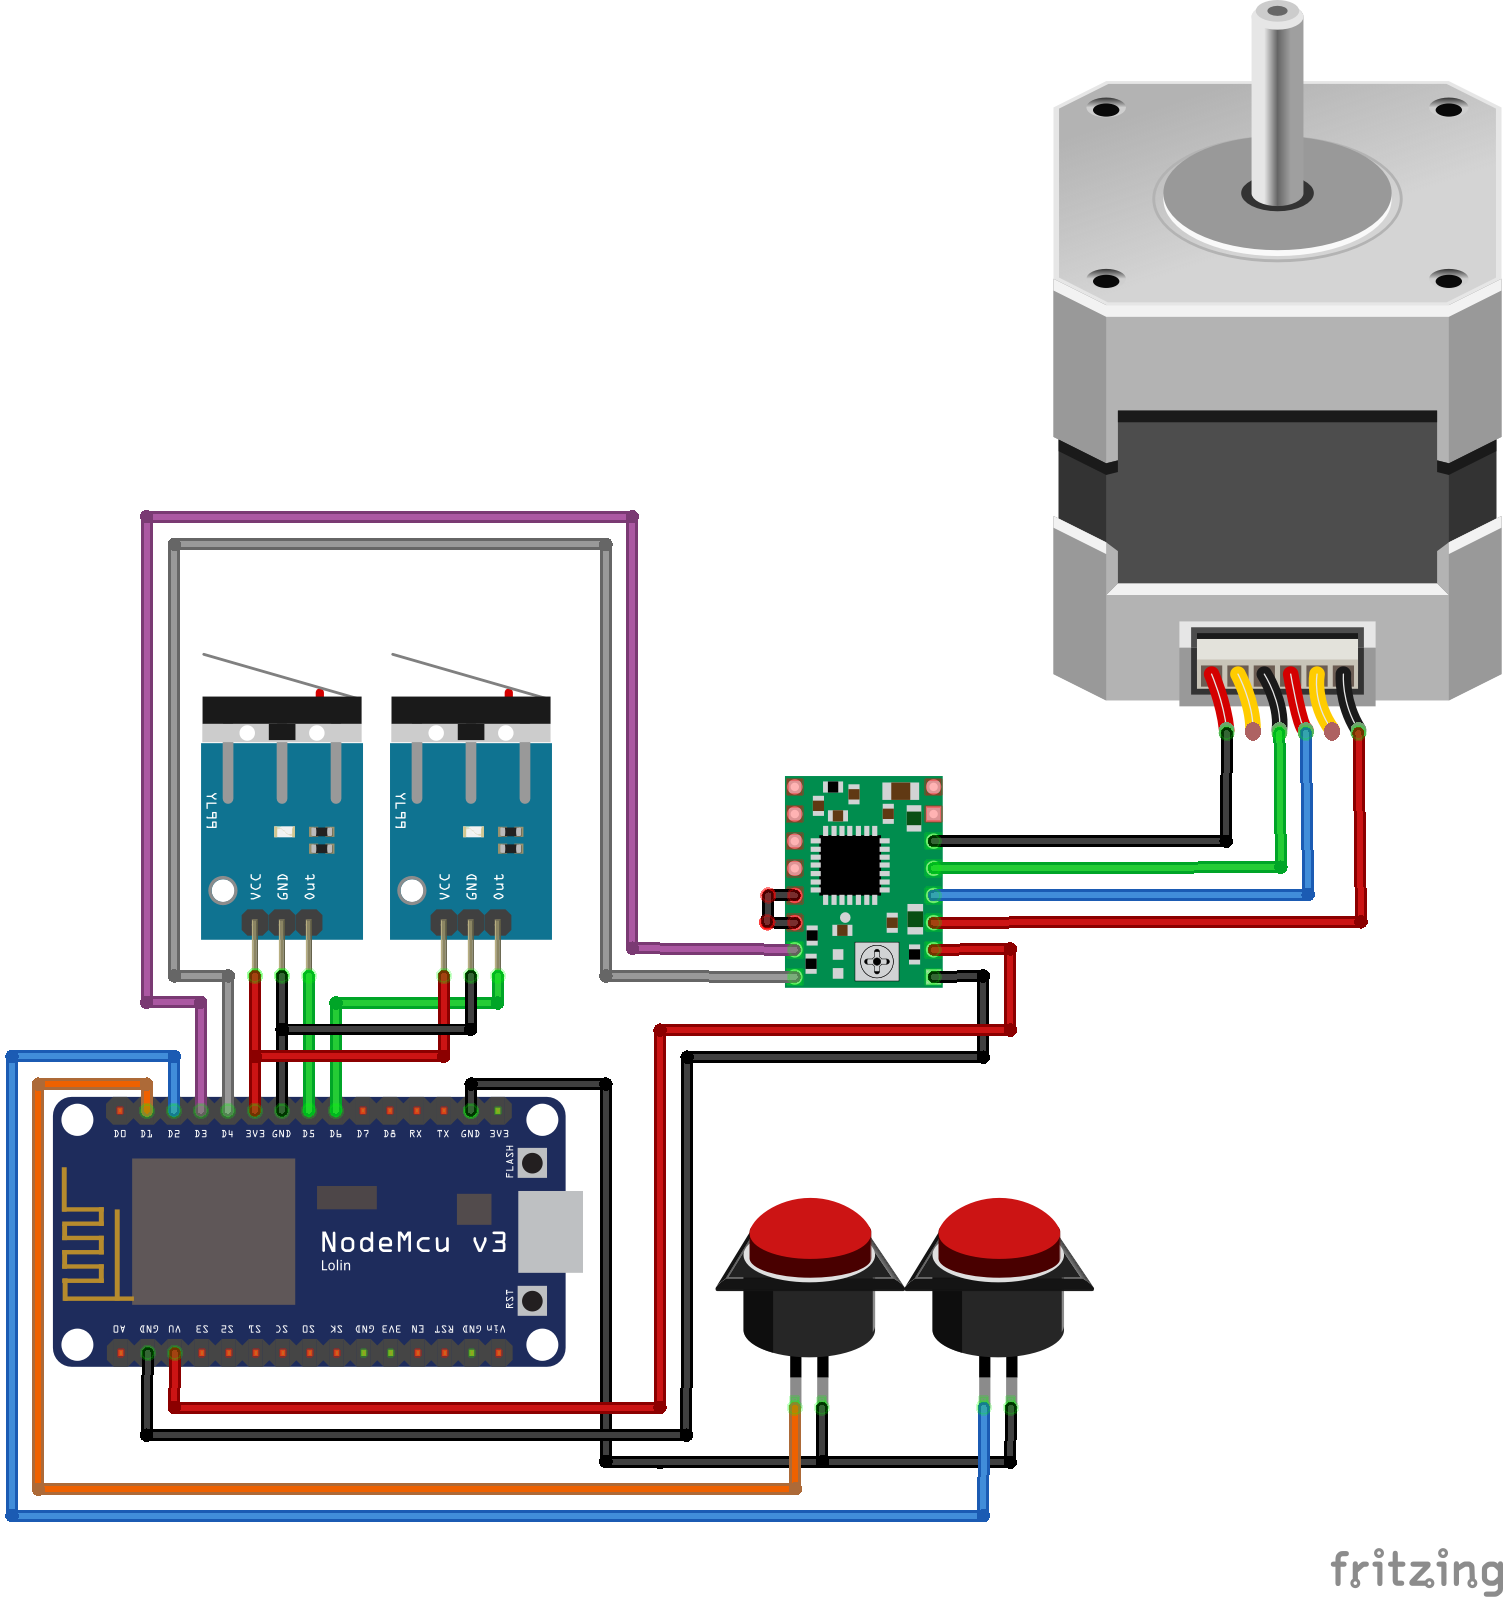 YL99
YL99
VCC
GND
Out
VCC
GND
Out
D0 D1 D2 D3 D4 3V3 GND D5 D6 D7 D8 RX TX GND 3V3
FLASH
NodeMcu v3
Lolin
RST
A0 GND VU S3 S2 S1 SC SO SK GND 3V3 EN RST GND Vin
fritzing